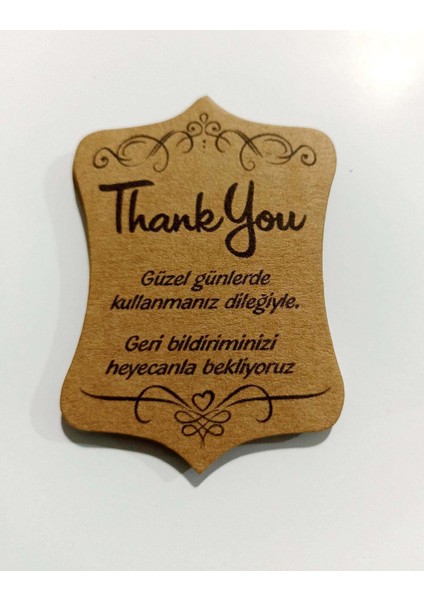 Thank You
Güzel günlerde
kullanmanız dileğiyle.
Geri bildiriminizi
heyecanla bekliyoruz